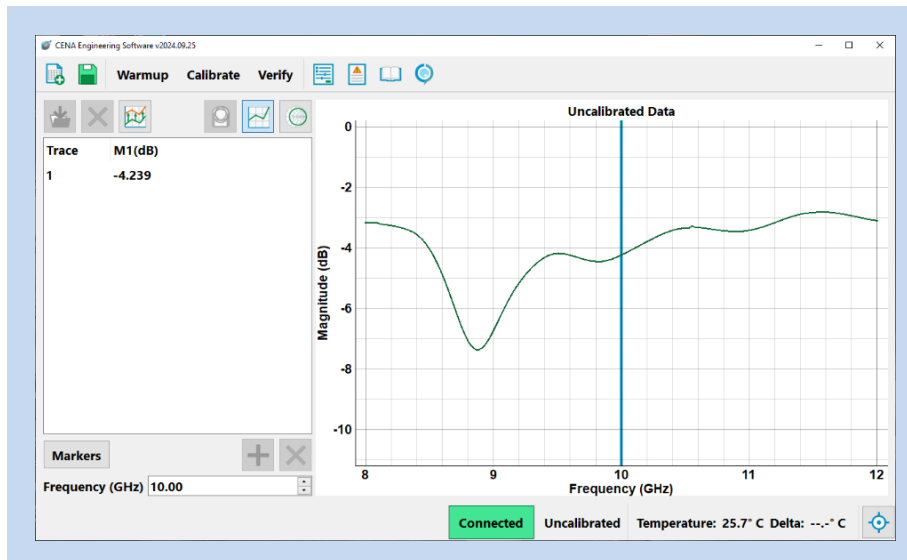 CENA Engineering Software v2024.09.25
Warmup Calibrate Verify
Trace M1(dB)
1 -4.239
Markers
Frequency (GHz) 10.00
Uncalibrated Data
Magnitude (dB)
0
-2
-4
-6
-8
-10
8 9 10 11 12
Frequency (GHz)
Connected Uncalibrated Temperature: 25.7° C Delta: --.-° C